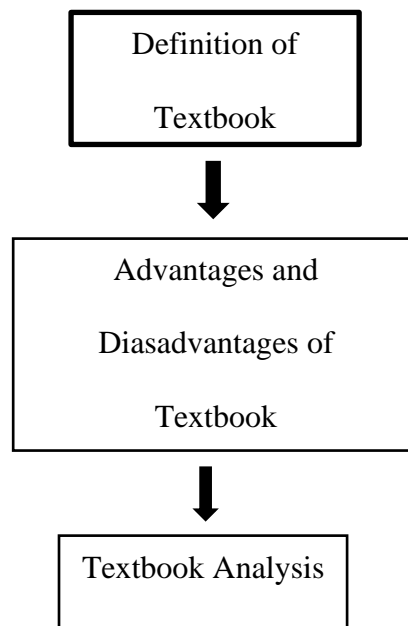 Definition of
Textbook
Advantages and
Diasadvantages of
Textbook
Textbook Analysis